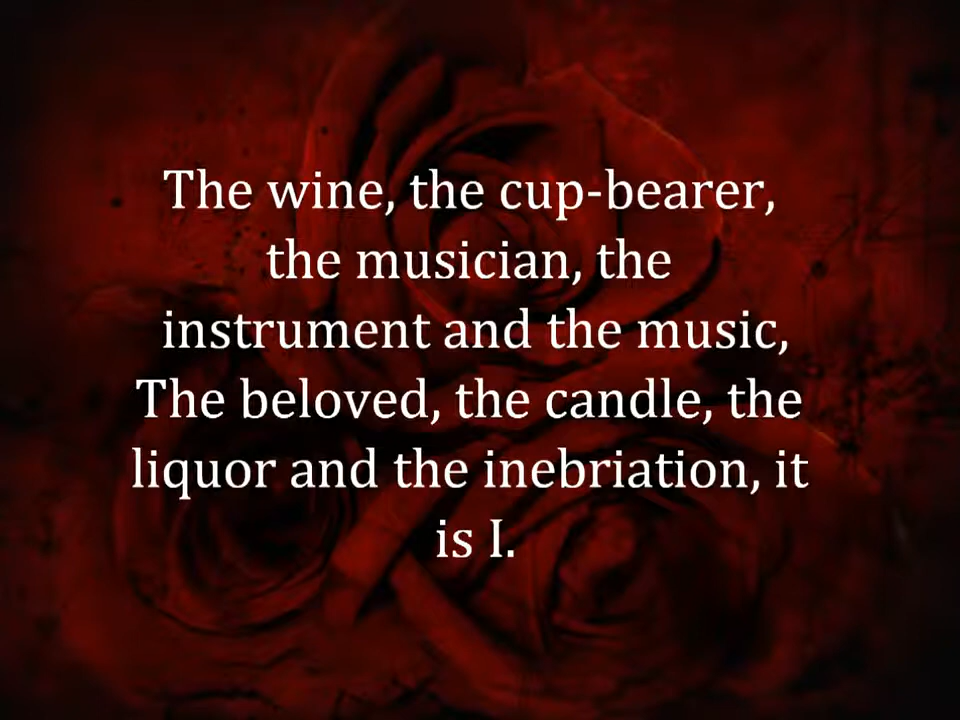 The wine, the cup-bearer,
the musician, the
instrument and the music,
The beloved, the candle, the
liquor and the inebriation, it
is I.